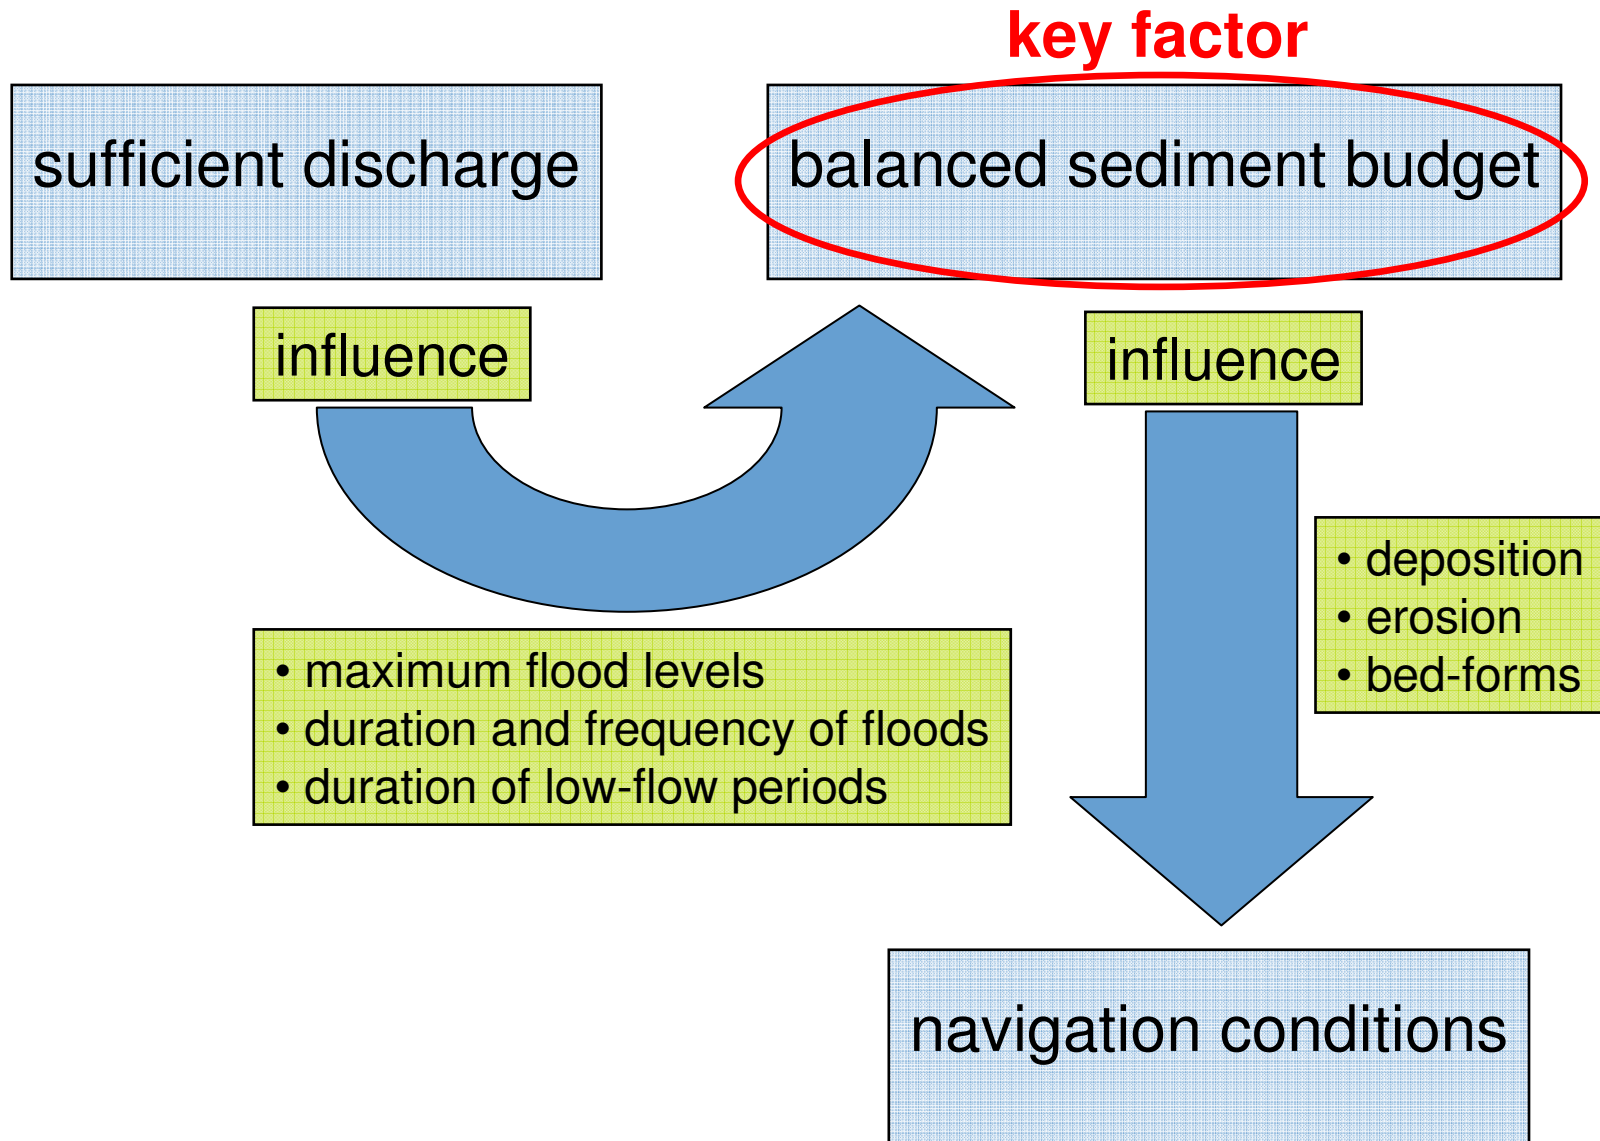 key factor
sufficient discharge
balanced sediment budget
influence
influence
• deposition
• erosion
• bed-forms
• maximum flood levels
• duration and frequency of floods
• duration of low-flow periods
navigation conditions